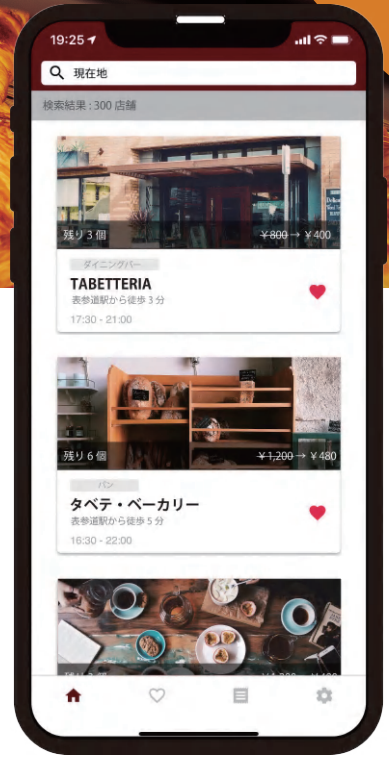 19:25
現在地
検索結果 : 300 店舗
残り 3 個
￥800 → ￥400
ダイニングバー
TABETTERIA
表参道駅から徒歩 3 分
17:30 - 21:00
残り 6 個
￥1,200 → ￥480
パン
タベテ・ベーカリー
表参道駅から徒歩 5 分
16:30 - 22:00